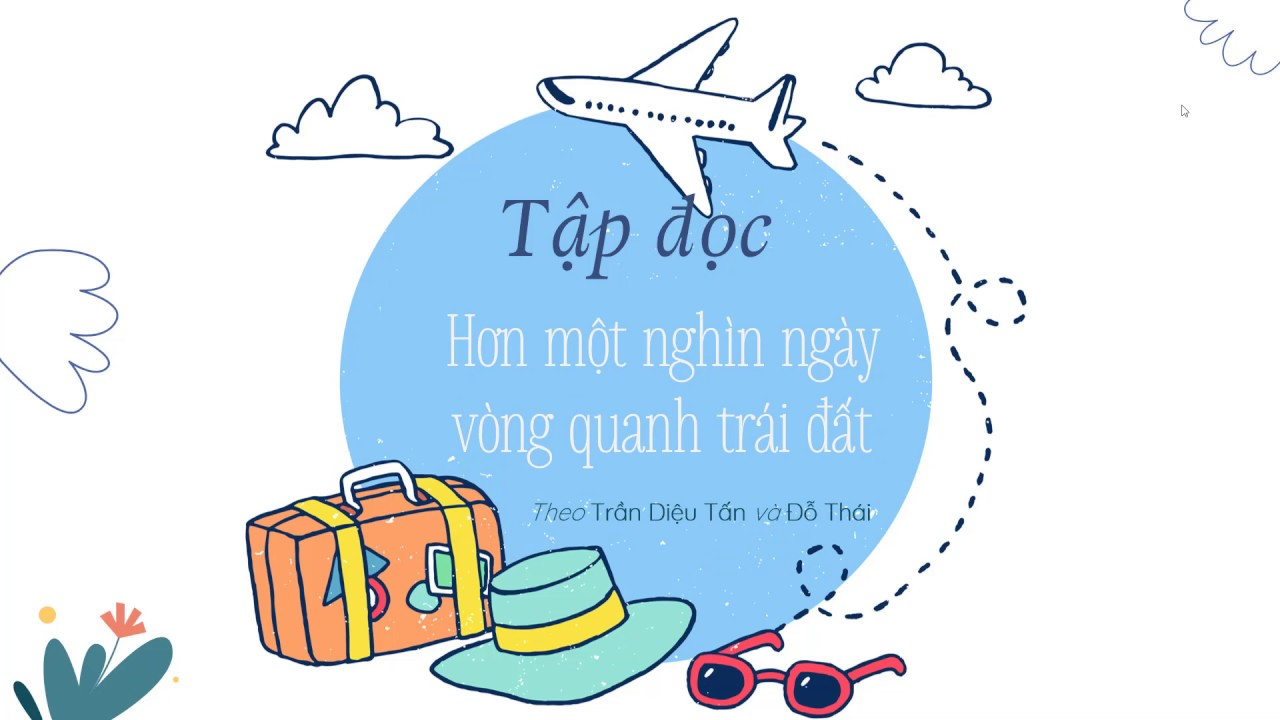 Tập đọc
Hơn một nghìn ngày
vòng quanh trái đất
Theo Trần Diệu Tấn và Đỗ Thái